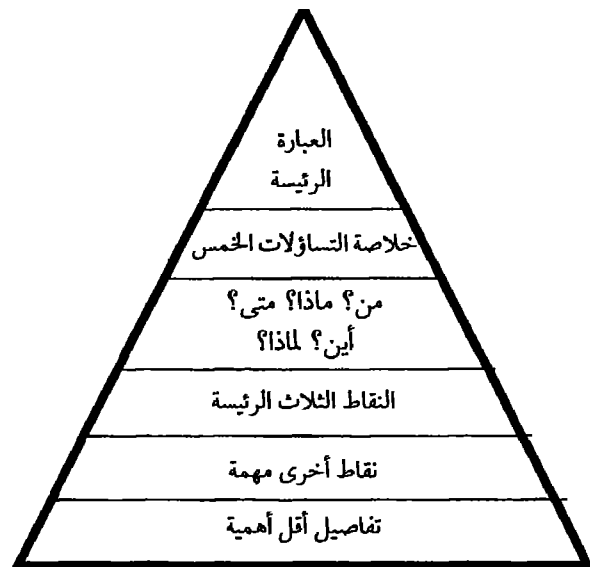 العبارة
الرئيسة
خلاصة التساؤلات الخمس
من؟ ماذا؟ متى؟
أين؟ لماذا؟
النقاط الثلاث الرئيسة
نقاط أخرى مهمة
تفاصيل أقل أهمية